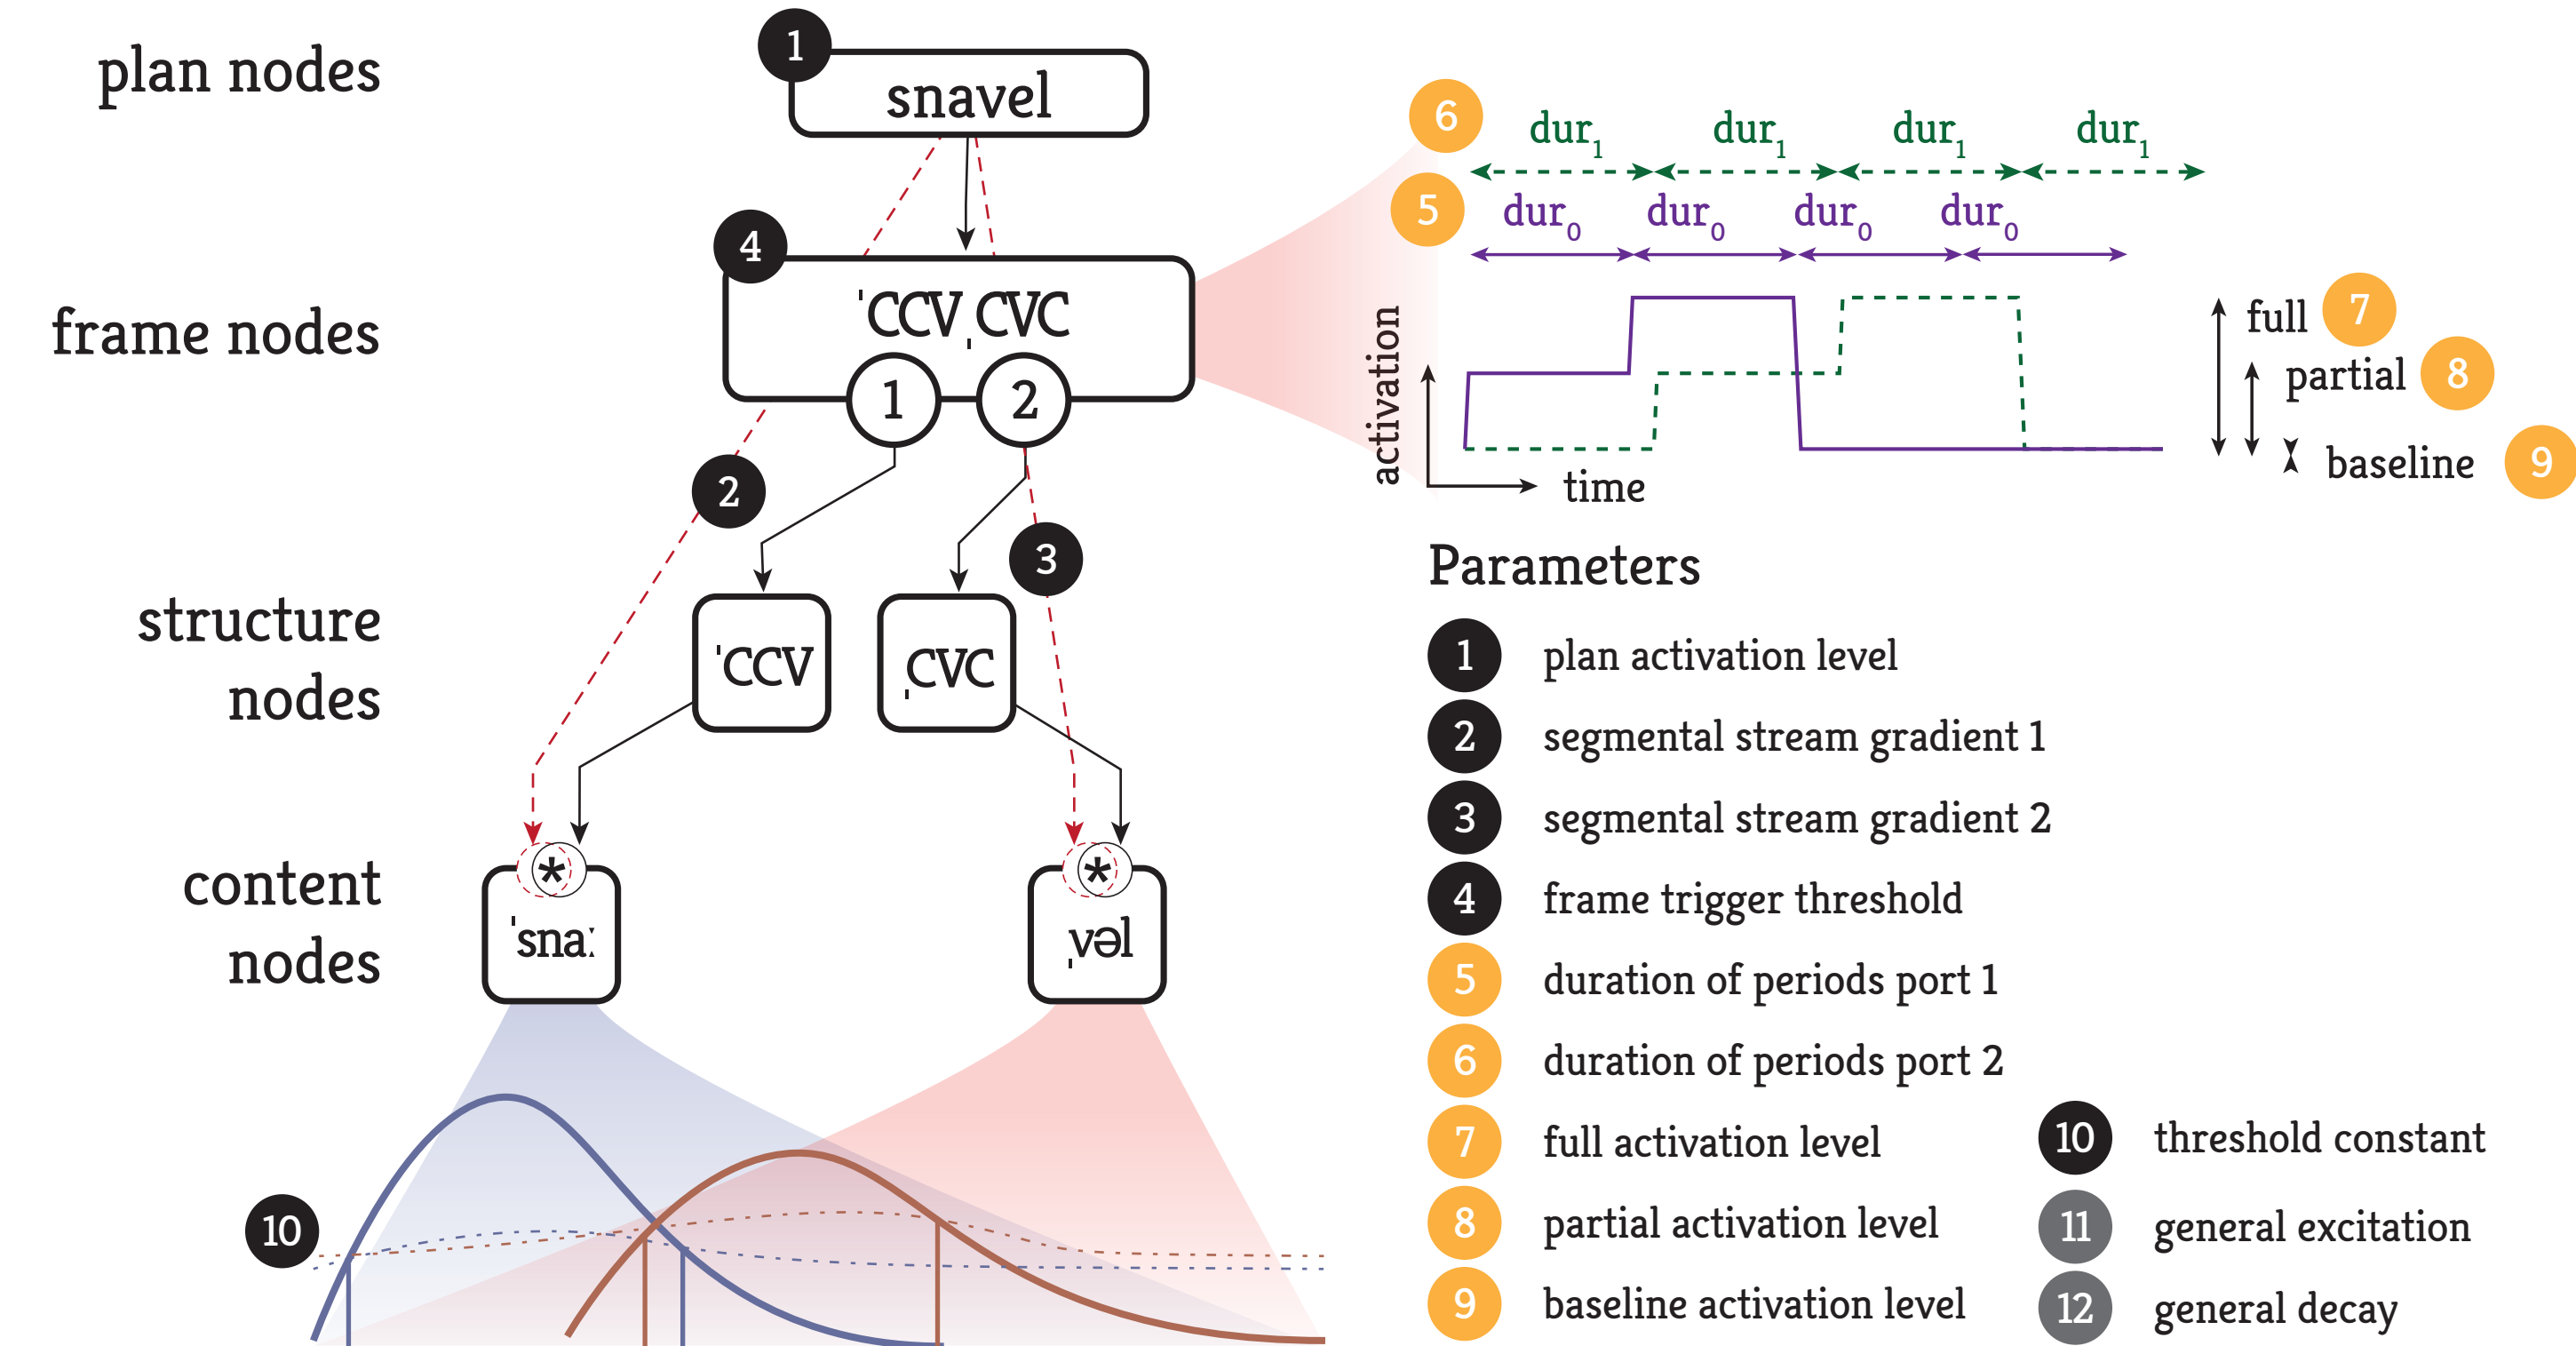 plan nodes
1
snavel
frame nodes
4
ˈCCVˌCVC
1 2
2
3
structure
nodes
ˈCCV
ˌCVC
content
nodes
*
ˈsnaː
*
ˌvəl
10
6
dur1 dur1 dur1 dur1
5
dur0 dur0 dur0 dur0
activation
time
full 7
partial 8
baseline 9
Parameters
1 plan activation level
2 segmental stream gradient 1
3 segmental stream gradient 2
4 frame trigger threshold
5 duration of periods port 1
6 duration of periods port 2
7 full activation level
8 partial activation level
9 baseline activation level
10 threshold constant
11 general excitation
12 general decay